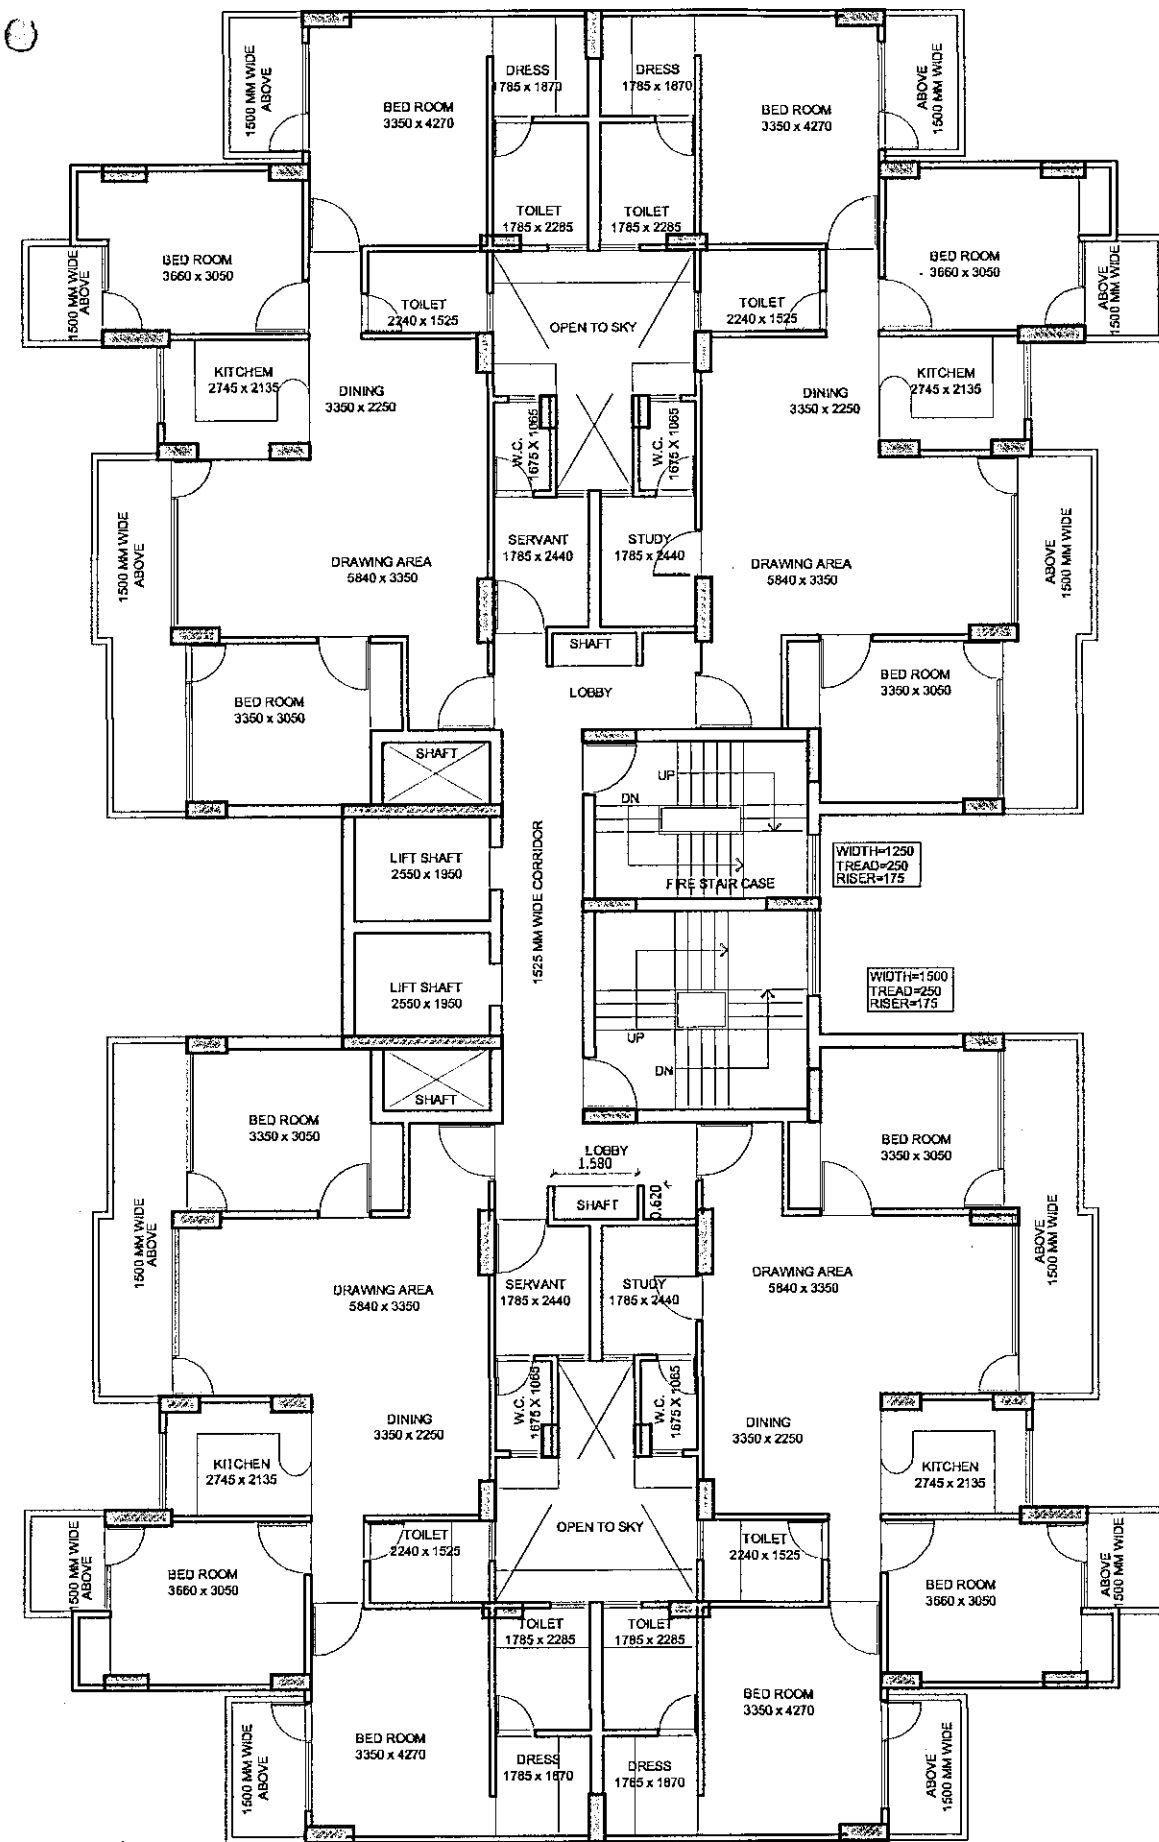 1500 MM WIDE
ABOVE
BED ROOM
3350 x 4270
DRESS
1785 x 1870
DRESS
1785 x 1870
BED ROOM
3350 x 4270
ABOVE
1500 MM WIDE
TOILET
1785 x 2285
TOILET
1785 x 2285
1500 MM WIDE
ABOVE
BED ROOM
3660 x 3050
TOILET
2240 x 1525
OPEN TO SKY
TOILET
2240 x 1525
BED ROOM
3660 x 3050
ABOVE
1500 MM WIDE
KITCHEM
2745 x 2135
DINING
3350 x 2250
DINING
3350 x 2250
KITCHEM
2745 x 2135
W.C.
1675 X 1065
W.C.
1675 X 1065
1500 MM WIDE
ABOVE
DRAWING AREA
5840 x 3350
SERVANT
1785 x 2440
STUDY
1785 x 2440
DRAWING AREA
5840 x 3350
ABOVE
1500 MM WIDE
SHAFT
LOBBY
BED ROOM
3350 x 3050
BED ROOM
3350 x 3050
SHAFT
UP
DN
FIRE STAIR CASE
LIFT SHAFT
2550 x 1950
1525 MM WIDE CORRIDOR
WIDTH=1250
TREAD=250
RISER=175
LIFT SHAFT
2550 x 1950
WIDTH=1500
TREAD=250
RISER=175
UP
DN
SHAFT
BED ROOM
3350 x 3050
LOBBY
1.580
SHAFT
0.620
BED ROOM
3350 x 3050
1500 MM WIDE
ABOVE
DRAWING AREA
5840 x 3350
SERVANT
1785 x 2440
STUDY
1785 x 2440
DRAWING AREA
5840 x 3350
ABOVE
1500 MM WIDE
W.C.
1675 X 1065
W.C.
1675 X 1065
DINING
3350 x 2250
DINING
3350 x 2250
KITCHEN
2745 x 2135
KITCHEN
2745 x 2135
OPEN TO SKY
TOILET
2240 x 1525
TOILET
2240 x 1525
1500 MM WIDE
ABOVE
BED ROOM
3660 x 3050
BED ROOM
3660 x 3050
ABOVE
1500 MM WIDE
TOILET
1785 x 2285
TOILET
1785 x 2285
BED ROOM
3350 x 4270
BED ROOM
3350 x 4270
DRESS
1785 x 1870
DRESS
1785 x 1870
1500 MM WIDE
ABOVE
ABOVE
1500 MM WIDE